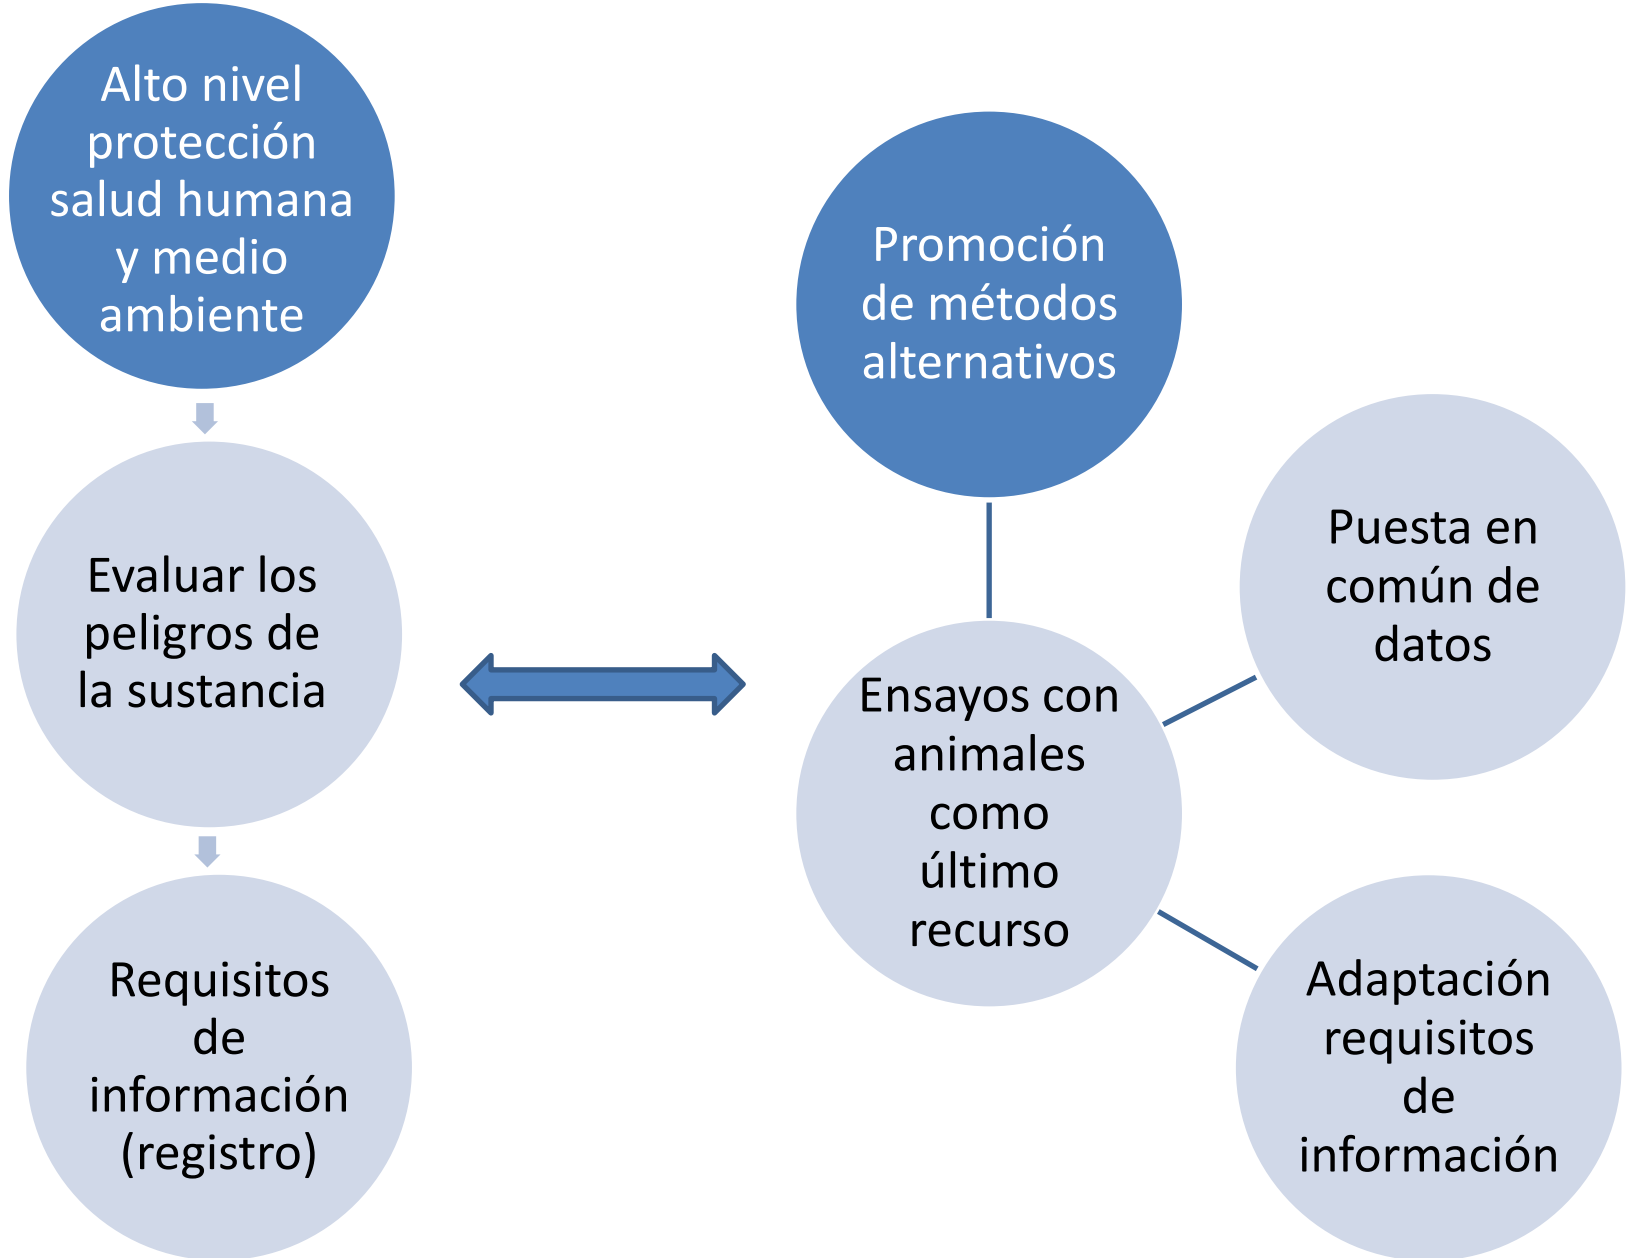 Alto nivel
protección
salud humana
y medio
ambiente
Evaluar los
peligros de
la sustancia
Requisitos
de
información
(registro)
Promoción
de métodos
alternativos
Ensayos con
animales
como
último
recurso
Puesta en
común de
datos
Adaptación
requisitos
de
información